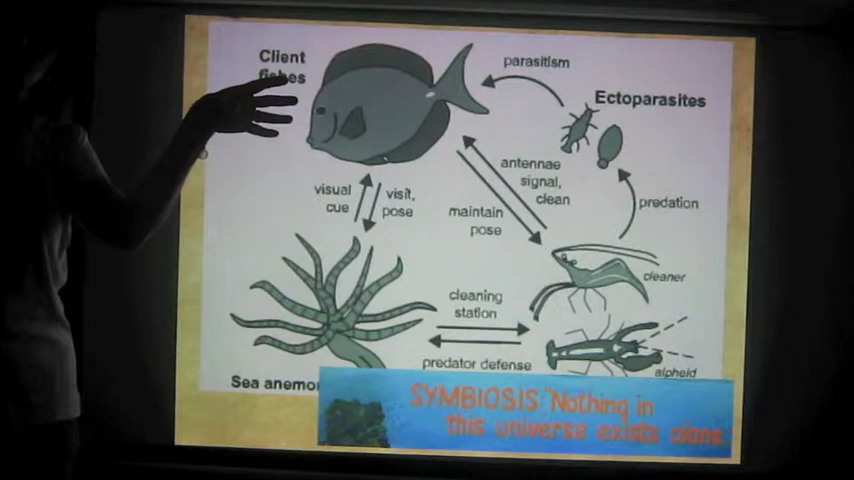 Client
fishes
parasitism
Ectoparasites
antennae
signal,
clean
visual
cue
visit,
pose
maintain
pose
predation
cleaner
cleaning
station
predator defense
alpheid
Sea anemo
SYMBIOSIS "Nothing in
this universe exists alone.